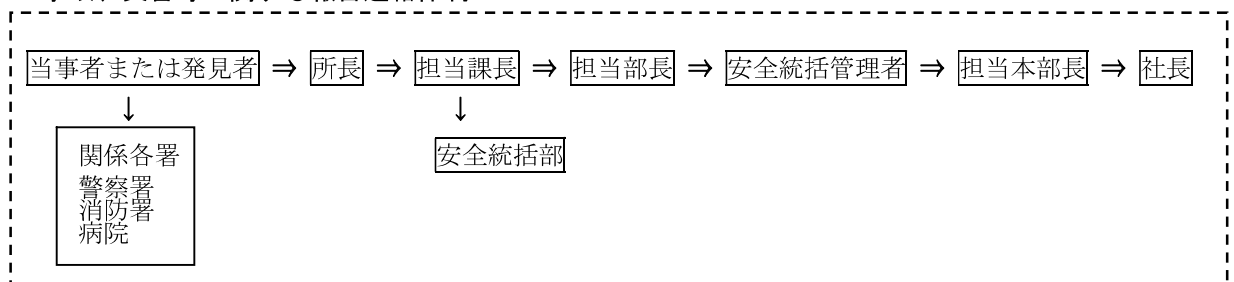 当事者または発見者 ⇒ 所長 ⇒ 担当課長 ⇒ 担当部長 ⇒ 安全統括管理者 ⇒ 担当本部長 ⇒ 社長
↓ ↓
関係各署 安全統括部
警察署
消防署
病院